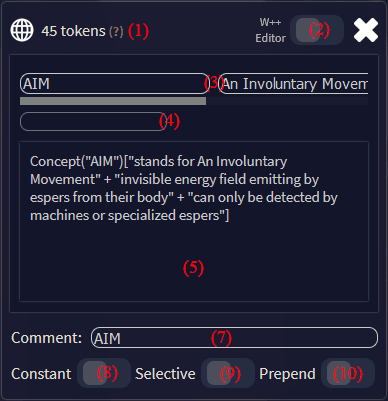 45 tokens (?) (1)
W++ Editor (2)
AIM (3) An Involuntary Movem
(4)
Concept("AIM")["stands for An Involuntary
Movement" + "invisible energy field emitting by
espers from their body" + "can only be detected by
machines or specialized espers"]
(5)
Comment: AIM (7)
Constant (8) Selective (9) Prepend (10)